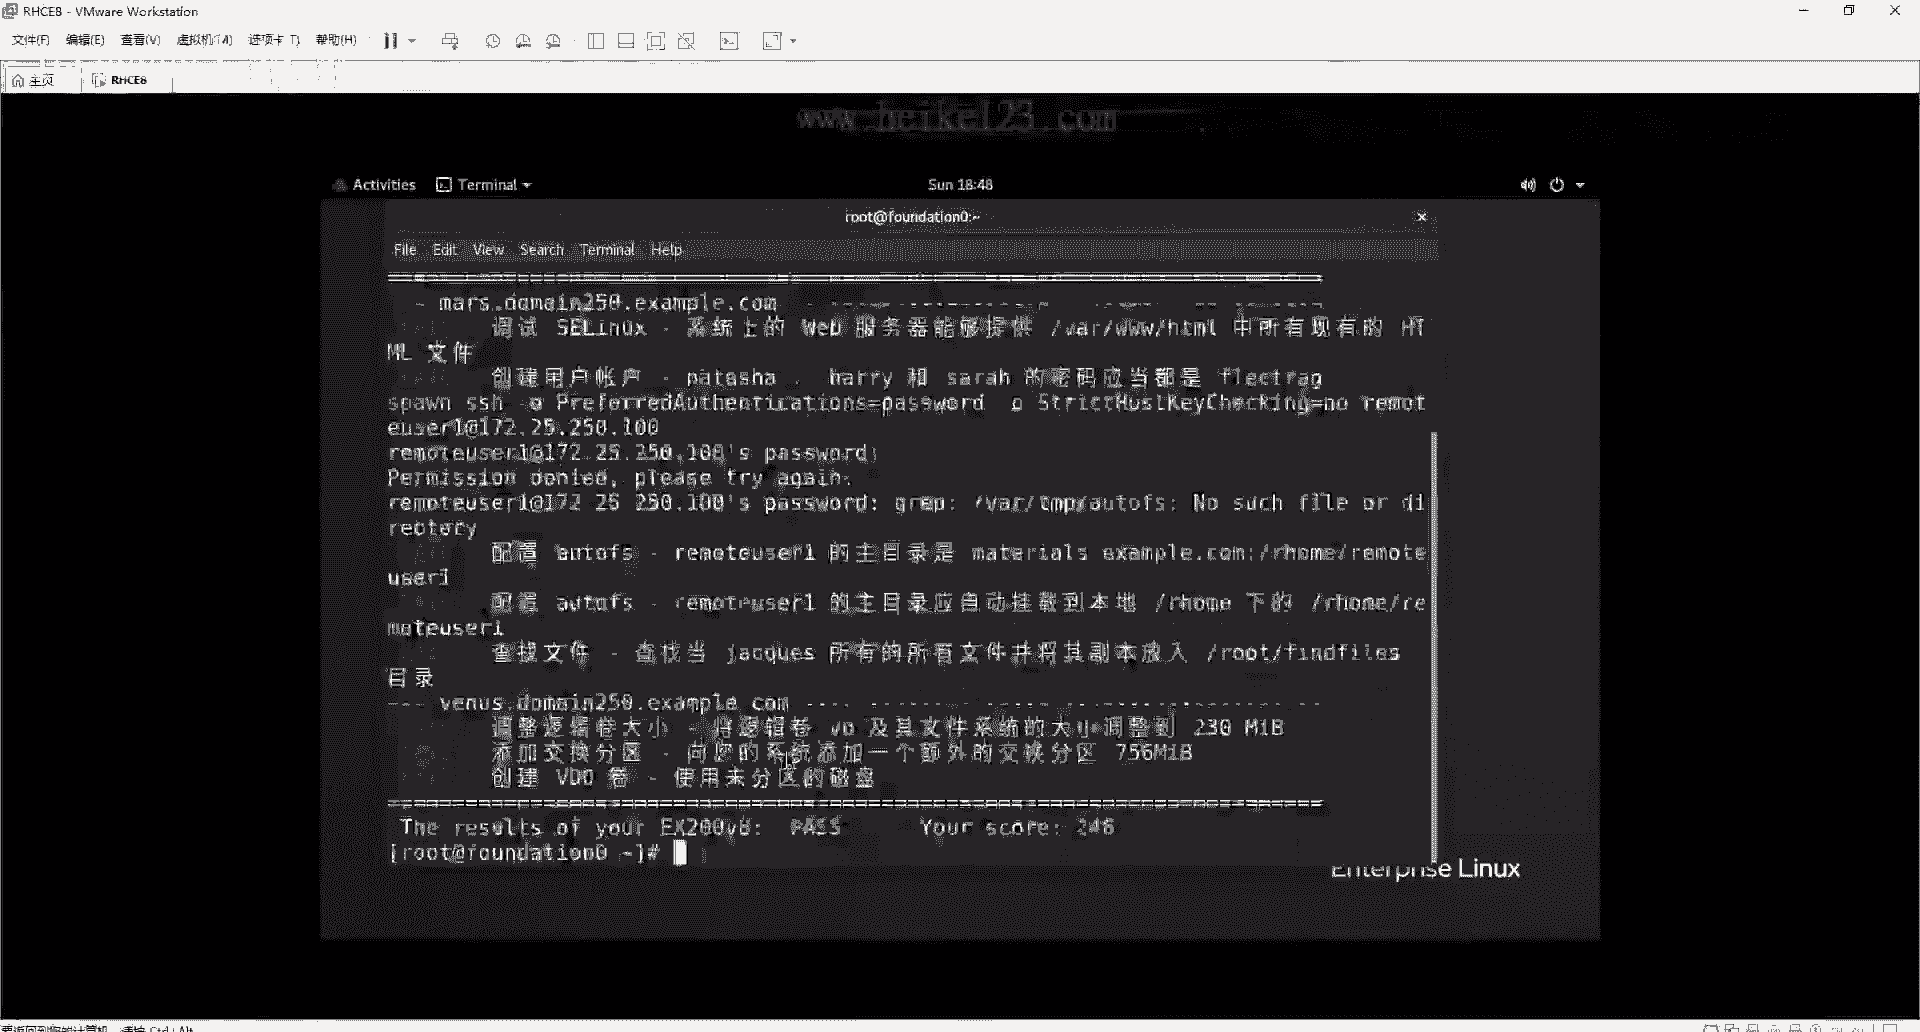 RHCE8 - VMware Workstation
文件(F) 编辑(E) 查看(V) 虚拟机(M) 选项卡(T) 帮助(H)
主页 RHCE8
www.heike123.com
Activities Terminal Sun 18:48
root@foundation0:~
File Edit View Search Terminal Help
mars.domain250.example.com
调试 SELinux - 系统上的 Web 服务器能够提供 /var/www/html 中所有现有的 HT
ML 文件
创建用户帐户 - natasha 、 harry 和 sarah 的密码应当都是 flectrag
spawn ssh -o PreferredAuthentications=password -o StrictHostKeyChecking=no remot
euser1@172.25.250.100
remoteuser1@172.25.250.100's password:
Permission denied, please try again.
remoteuser1@172.25.250.100's password: grep: /var/tmp/autofs: No such file or di
rectory
配置 autofs - remoteuser1 的主目录是 materials.example.com:/rhome/remote
user1
配置 autofs - remoteuser1 的主目录应自动挂载到本地 /rhome 下的 /rhome/re
moteuser1
查找文件 - 查找当 jacques 所有的所有文件并将其副本放入 /root/findfiles
目录
--- venus.domain250.example.com
调整逻辑卷大小 - 将逻辑卷 vo 及其文件系统的大小调整到 230 MiB
添加交换分区 - 向您的系统添加一个额外的交换分区 756MiB
创建 VDO 卷 - 使用未分区的磁盘
The results of your EX200v8: PASS Your score: 246
[root@foundation0 ~]#
Enterprise Linux